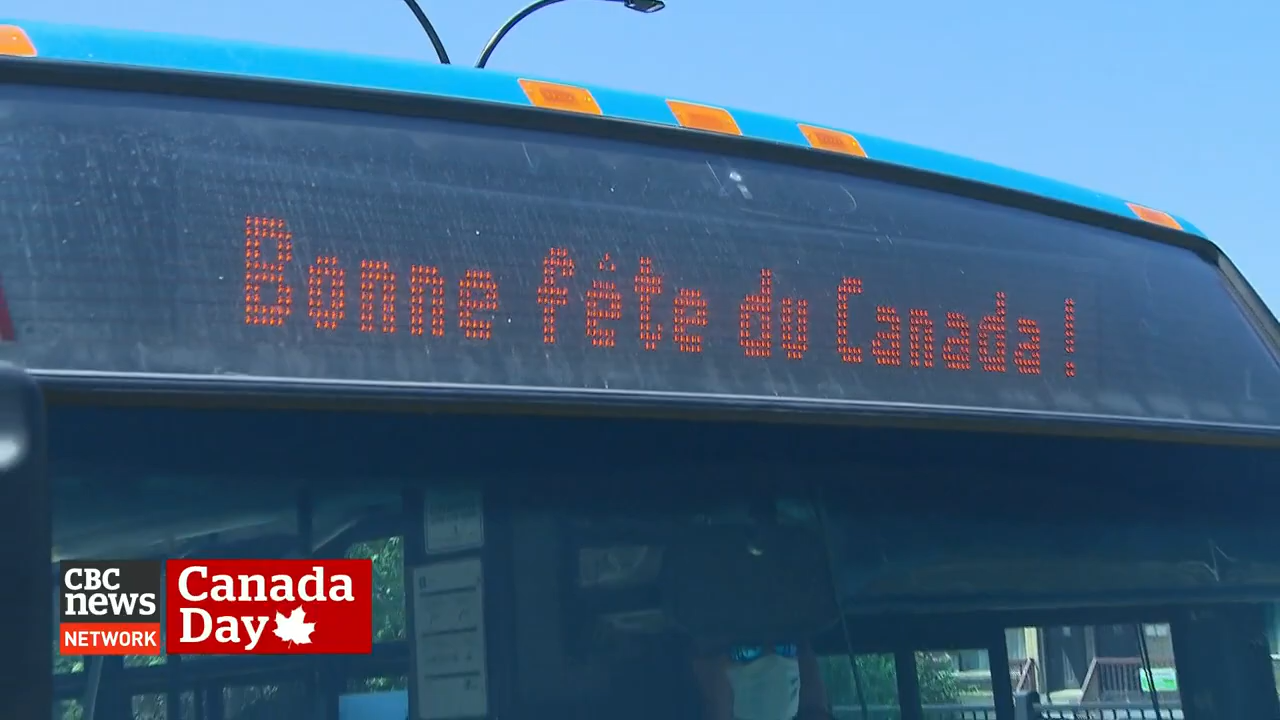 Bonne fête du Canada !
CBC
news
NETWORK
Canada
Day